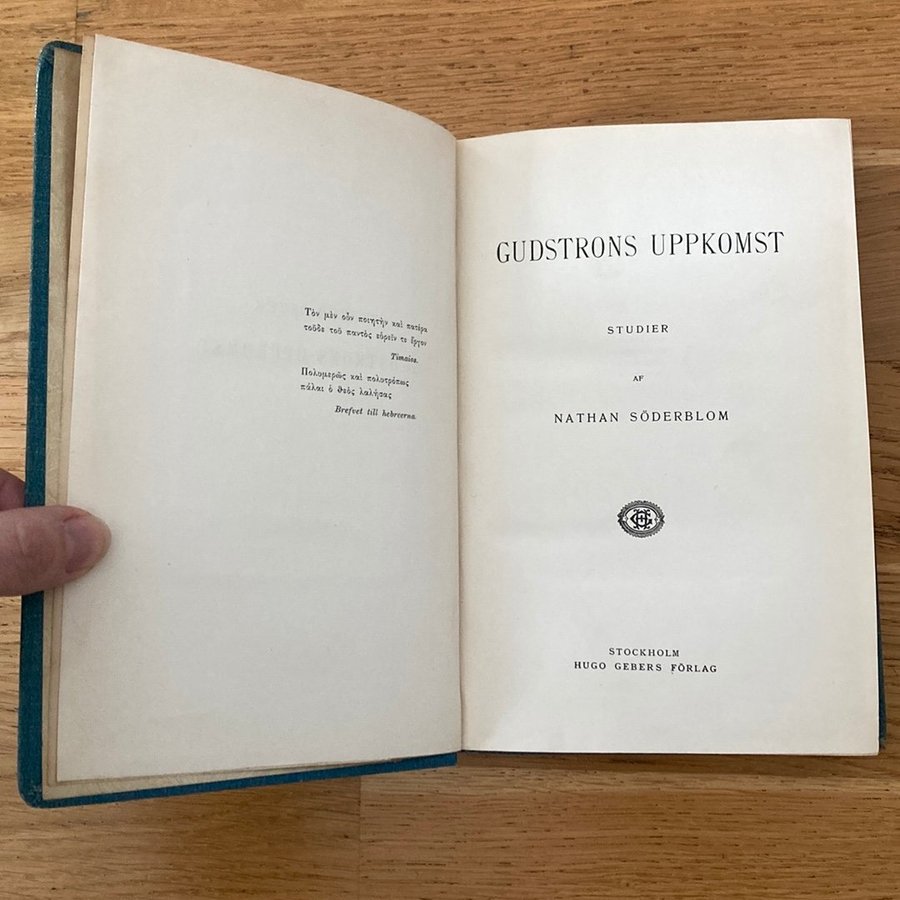 Τὸν μὲν οὖν ποιητὴν καὶ πατέρα
τοῦδε τοῦ παντὸς εὑρεῖν τε ἔργον
Timaios.
Πολυμερῶς καὶ πολυτρόπως
πάλαι ὁ θεὸς λαλήσας
Brefvet till hebreerna.
GUDSTRONS UPPKOMST
STUDIER
AF
NATHAN SÖDERBLOM
STOCKHOLM
HUGO GEBERS FÖRLAG